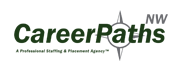 NW
CareerPaths
A Professional Staffing & Placement Agency™